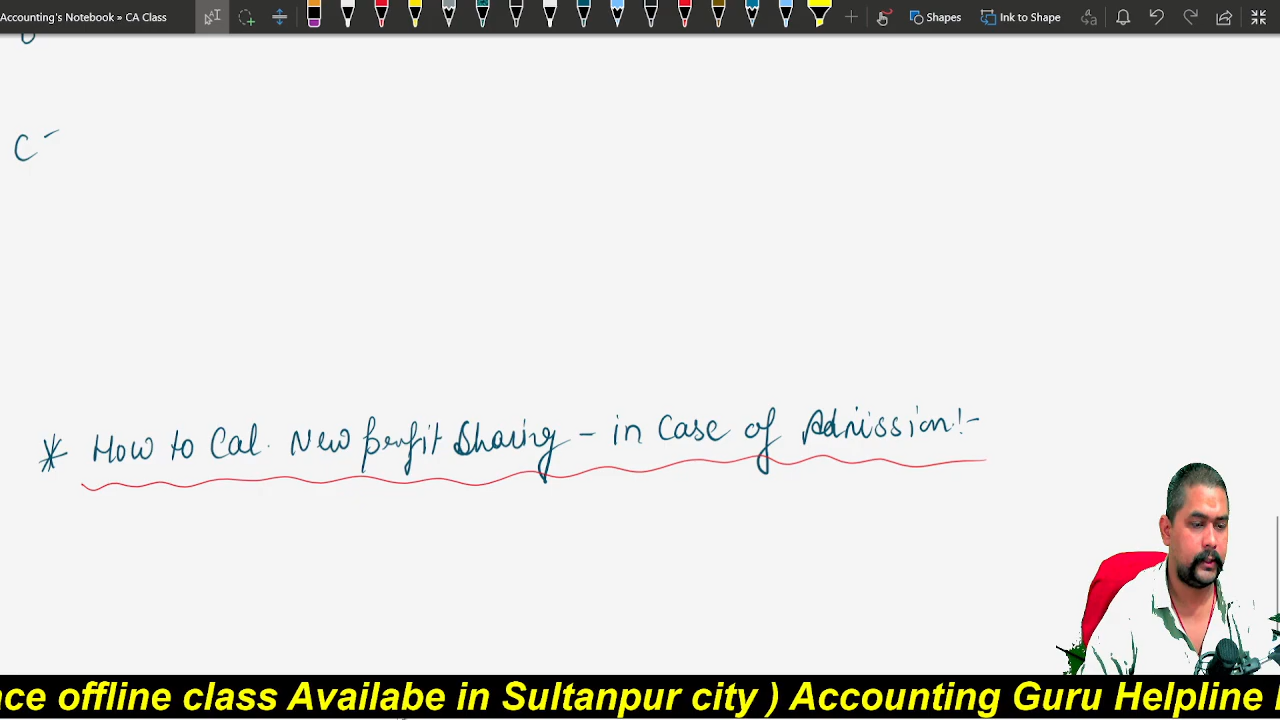 Accounting's Notebook » CA Class
Shapes
Ink to Shape
C -
* How to Cal. New profit Sharing - in Case of Admission!-
ace offline class Availabe in Sultanpur city ) Accounting Guru Helpline